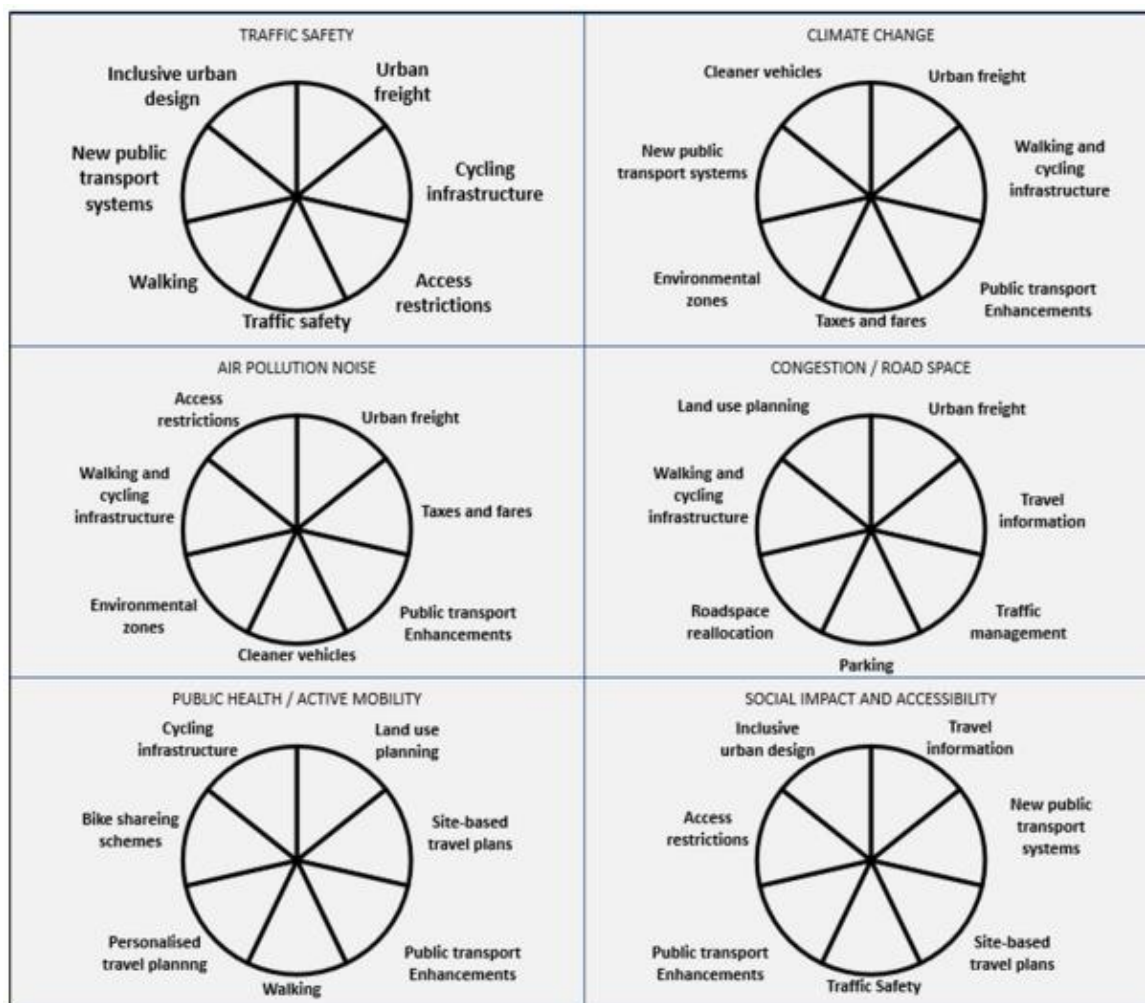 TRAFFIC SAFETY
Inclusive urban
design
Urban
freight
New public
transport
systems
Cycling
infrastructure
Walking
Access
restrictions
Traffic safety
CLIMATE CHANGE
Cleaner vehicles
Urban freight
New public
transport systems
Walking and
cycling
infrastructure
Environmental
zones
Public transport
Enhancements
Taxes and fares
AIR POLLUTION NOISE
Access
restrictions
Urban freight
Walking and
cycling
infrastructure
Taxes and fares
Environmental
zones
Public transport
Enhancements
Cleaner vehicles
CONGESTION / ROAD SPACE
Land use planning
Urban freight
Walking and
cycling
infrastructure
Travel
information
Roadspace
reallocation
Traffic
management
Parking
PUBLIC HEALTH / ACTIVE MOBILITY
Cycling
infrastructure
Land use
planning
Bike shareing
schemes
Site-based
travel plans
Personalised
travel plannng
Public transport
Enhancements
Walking
SOCIAL IMPACT AND ACCESSIBILITY
Inclusive
urban design
Travel
information
Access
restrictions
New public
transport
systems
Public transport
Enhancements
Site-based
travel plans
Traffic Safety